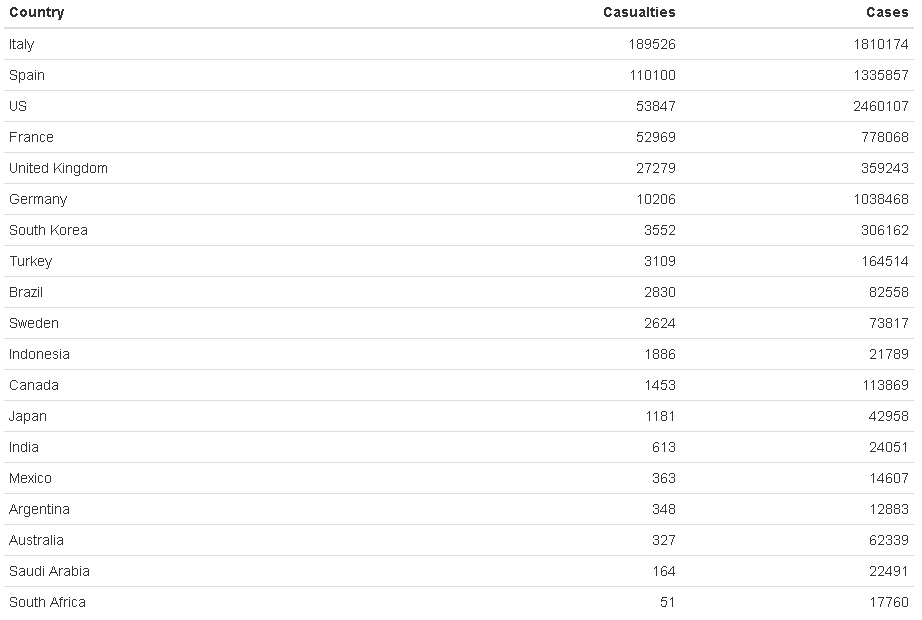 Country Casualties Cases
Italy 189526 1810174
Spain 110100 1335857
US 53847 2460107
France 52969 778068
United Kingdom 27279 359243
Germany 10206 1038468
South Korea 3552 306162
Turkey 3109 164514
Brazil 2830 82558
Sweden 2624 73817
Indonesia 1886 21789
Canada 1453 113869
Japan 1181 42958
India 613 24051
Mexico 363 14607
Argentina 348 12883
Australia 327 62339
Saudi Arabia 164 22491
South Africa 51 17760